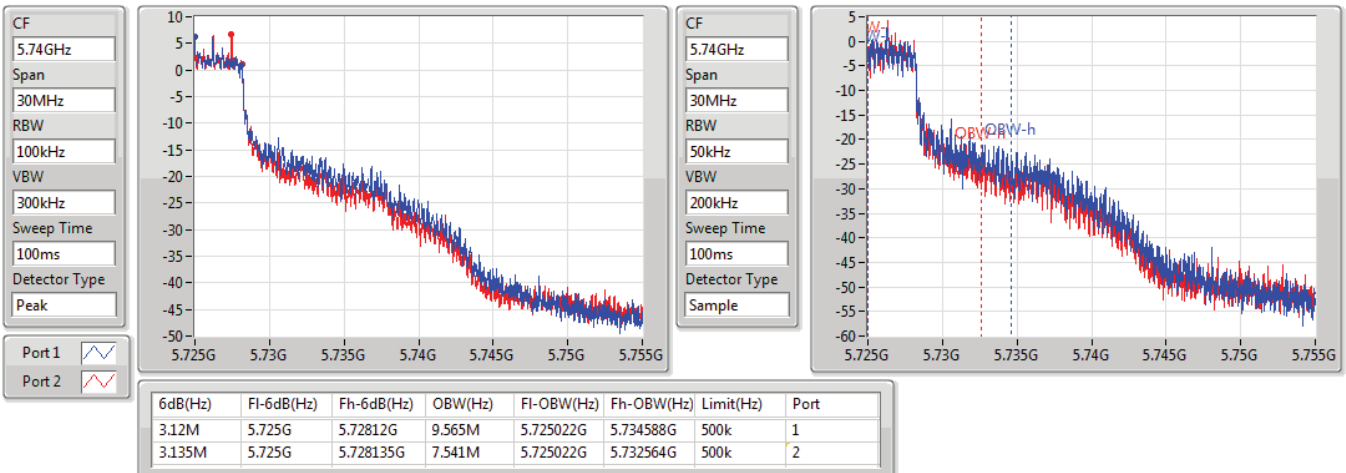 CF
5.74GHz
Span
30MHz
RBW
100kHz
VBW
300kHz
Sweep Time
100ms
Detector Type
Peak
Port 1
Port 2
10
5
0
-5
-10
-15
-20
-25
-30
-35
-40
-45
-50
5.725G 5.73G 5.735G 5.74G 5.745G 5.75G 5.755G
CF
5.74GHz
Span
30MHz
RBW
50kHz
VBW
200kHz
Sweep Time
100ms
Detector Type
Sample
5
0
-5
-10
-15
-20
-25
-30
-35
-40
-45
-50
-55
-60
OBW-h
OBW-h
5.725G 5.73G 5.735G 5.74G 5.745G 5.75G 5.755G
6dB(Hz) Fl-6dB(Hz) Fh-6dB(Hz) OBW(Hz) Fl-OBW(Hz) Fh-OBW(Hz) Limit(Hz) Port
3.12M 5.725G 5.72812G 9.565M 5.725022G 5.734588G 500k 1
3.135M 5.725G 5.728135G 7.541M 5.725022G 5.732564G 500k 2